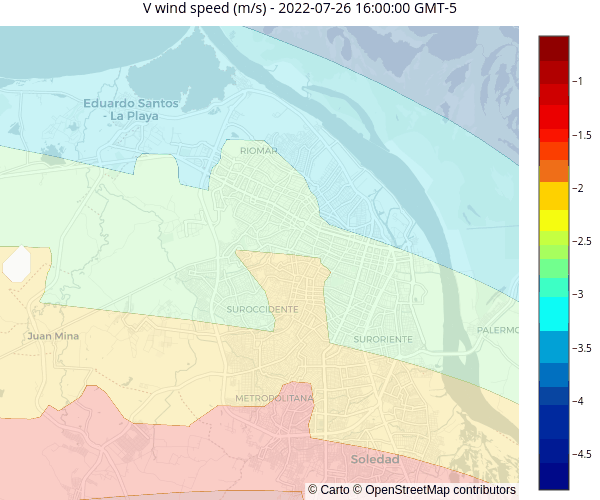 V wind speed (m/s) - 2022-07-26 16:00:00 GMT-5
Eduardo Santos
- La Playa
RIOMAR
SUROCCIDENTE
Juan Mina
SURORIENTE
PALERMO
METROPOLITANA
Soledad
© Carto © OpenStreetMap contributors
−1
−1.5
−2
−2.5
−3
−3.5
−4
−4.5